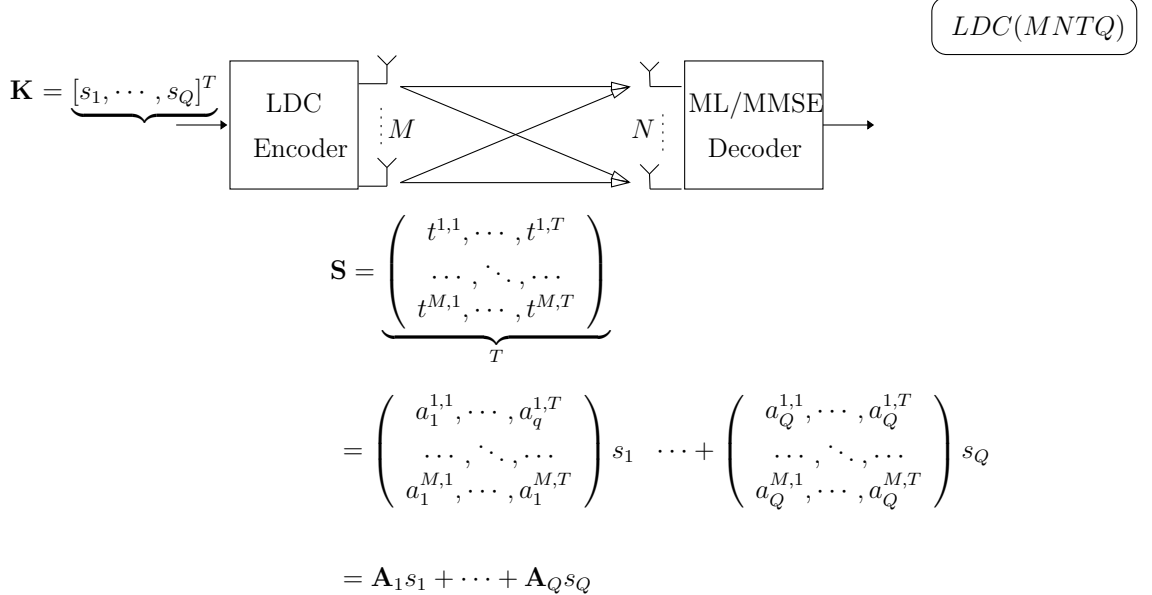 LDC(MNTQ)
K = [s_1, ··· , s_Q]^T
LDC
Encoder
M
N
ML/MMSE
Decoder
S = ( t^{1,1}, ··· , t^{1,T}
··· , ⋱ , ···
t^{M,1}, ··· , t^{M,T} )
T
= ( a_1^{1,1}, ··· , a_q^{1,T}
··· , ⋱ , ···
a_1^{M,1}, ··· , a_1^{M,T} ) s_1 ··· + ( a_Q^{1,1}, ··· , a_Q^{1,T}
··· , ⋱ , ···
a_Q^{M,1}, ··· , a_Q^{M,T} ) s_Q
= A_1 s_1 + ··· + A_Q s_Q